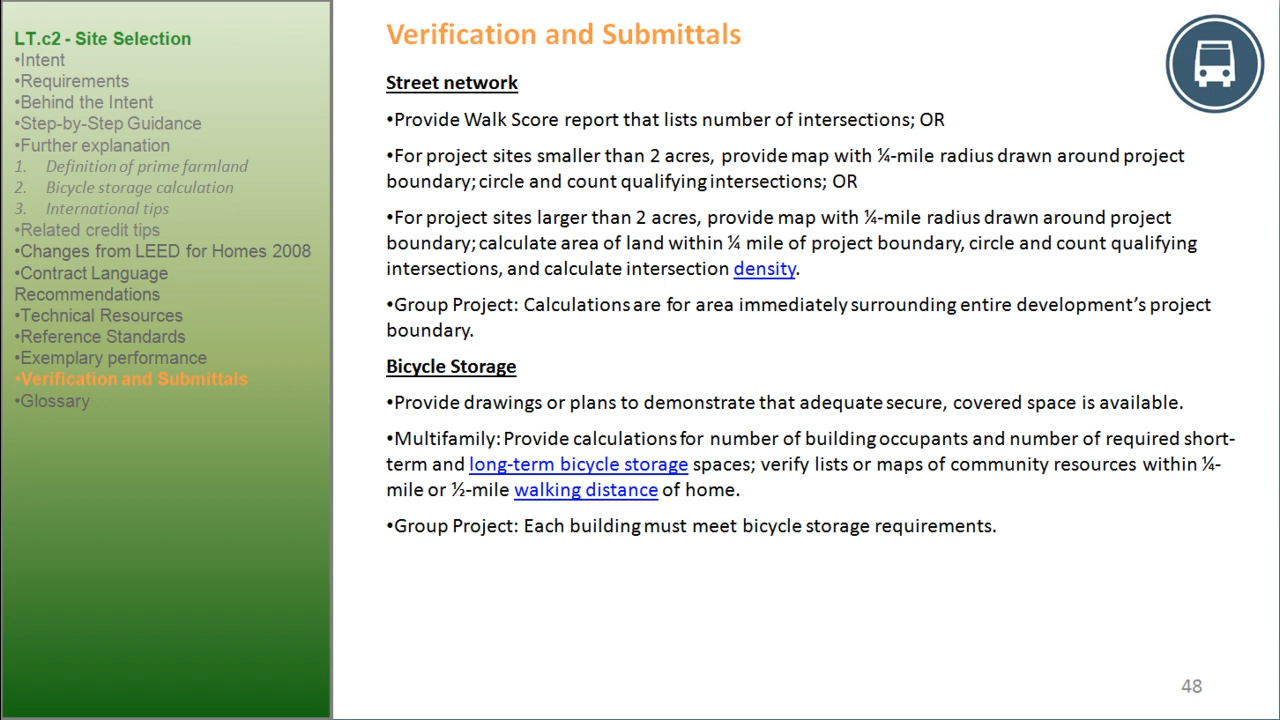 LT.c2 - Site Selection
•Intent
•Requirements
•Behind the Intent
•Step-by-Step Guidance
•Further explanation
1. Definition of prime farmland
2. Bicycle storage calculation
3. International tips
•Related credit tips
•Changes from LEED for Homes 2008
•Contract Language
Recommendations
•Technical Resources
•Reference Standards
•Exemplary performance
•Verification and Submittals
•Glossary
Verification and Submittals
Street network
•Provide Walk Score report that lists number of intersections; OR
•For project sites smaller than 2 acres, provide map with ¼-mile radius drawn around project
boundary; circle and count qualifying intersections; OR
•For project sites larger than 2 acres, provide map with ¼-mile radius drawn around project
boundary; calculate area of land within ¼ mile of project boundary, circle and count qualifying
intersections, and calculate intersection density.
•Group Project: Calculations are for area immediately surrounding entire development’s project
boundary.
Bicycle Storage
•Provide drawings or plans to demonstrate that adequate secure, covered space is available.
•Multifamily: Provide calculations for number of building occupants and number of required short-
term and long-term bicycle storage spaces; verify lists or maps of community resources within ¼-
mile or ½-mile walking distance of home.
•Group Project: Each building must meet bicycle storage requirements.
48